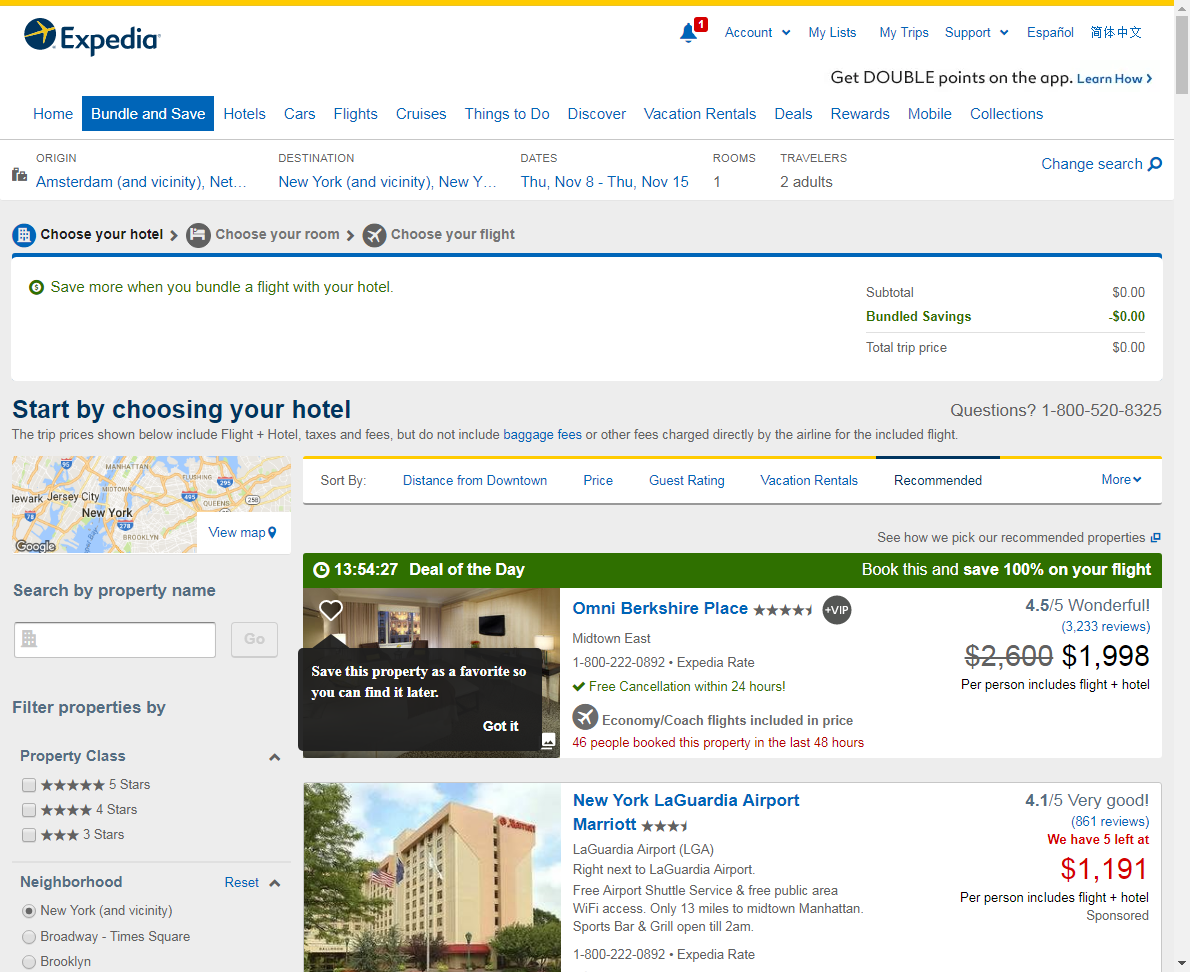 Expedia
1
Account
My Lists
My Trips
Support
Español
简体中文
Get DOUBLE points on the app. Learn How
Home
Bundle and Save
Hotels
Cars
Flights
Cruises
Things to Do
Discover
Vacation Rentals
Deals
Rewards
Mobile
Collections
ORIGIN
Amsterdam (and vicinity), Net...
DESTINATION
New York (and vicinity), New Y...
DATES
Thu, Nov 8 - Thu, Nov 15
ROOMS
1
TRAVELERS
2 adults
Change search
Choose your hotel
Choose your room
Choose your flight
Save more when you bundle a flight with your hotel.
Subtotal $0.00
Bundled Savings -$0.00
Total trip price $0.00
Start by choosing your hotel
Questions? 1-800-520-8325
The trip prices shown below include Flight + Hotel, taxes and fees, but do not include baggage fees or other fees charged directly by the airline for the included flight.
MANHATTAN
95
FLUSHING
295
MIDTOWN
495
QUEENS
258
lewark Jersey City
New York
78
278
BROOKLYN
Google
View map
Sort By:
Distance from Downtown
Price
Guest Rating
Vacation Rentals
Recommended
More
See how we pick our recommended properties
Search by property name
Go
Filter properties by
Property Class
5 Stars
4 Stars
3 Stars
Neighborhood
Reset
New York (and vicinity)
Broadway - Times Square
Brooklyn
13:54:27 Deal of the Day
Book this and save 100% on your flight
Save this property as a favorite so
you can find it later.
Got it
Omni Berkshire Place
+VIP
Midtown East
1-800-222-0892 • Expedia Rate
Free Cancellation within 24 hours!
Economy/Coach flights included in price
46 people booked this property in the last 48 hours
4.5/5 Wonderful!
(3,233 reviews)
$2,600 $1,998
Per person includes flight + hotel
Marriott
New York LaGuardia Airport
Marriott
LaGuardia Airport (LGA)
Right next to LaGuardia Airport.
Free Airport Shuttle Service & free public area
WiFi access. Only 13 miles to midtown Manhattan.
Sports Bar & Grill open till 2am.
1-800-222-0892 • Expedia Rate
4.1/5 Very good!
(861 reviews)
We have 5 left at
$1,191
Per person includes flight + hotel
Sponsored